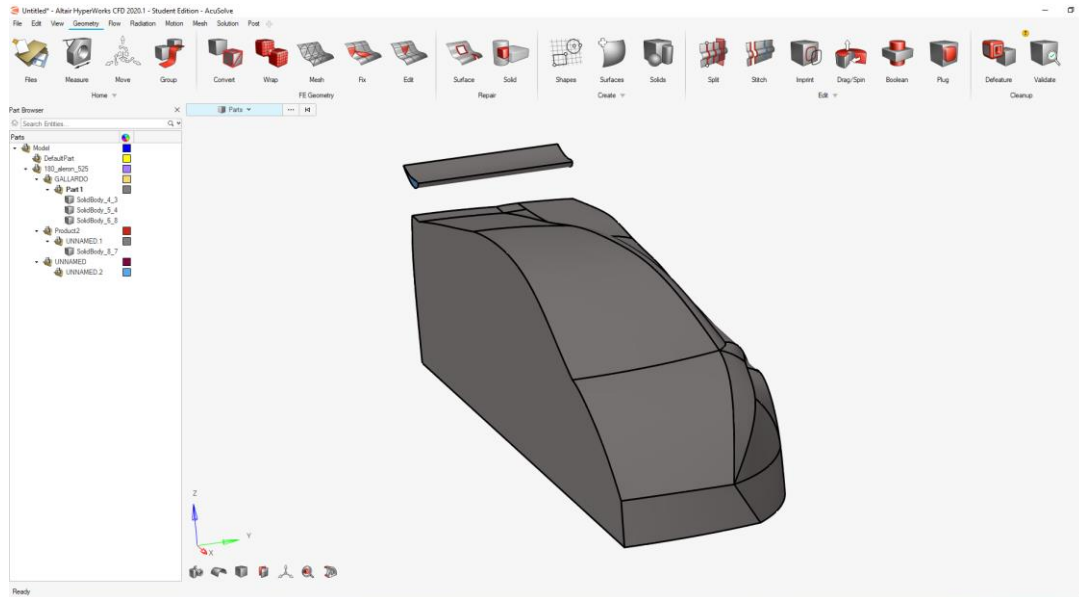 Untitled* - Altair HyperWorks CFD 2020.1 - Student Edition - AcuSolve
File Edit View Geometry Flow Radiation Motion Mesh Solution Post
Files Measure Move Group Convert Wrap Mesh Fix Edit Surface Solid Shapes Surfaces Solids Split Stitch Imprint Drag/Spin Boolean Plug Defeature Validate
Home FE Geometry Repair Create Edit Cleanup
Part Browser
Parts
Search Entities...
Parts
Model
DefaultPart
180_aleron_525
GALLARDO
Part1
SolidBody_4_3
SolidBody_5_4
SolidBody_6_8
Product2
UNNAMED.1
SolidBody_8_7
UNNAMED
UNNAMED.2
Z
Y
X
Ready